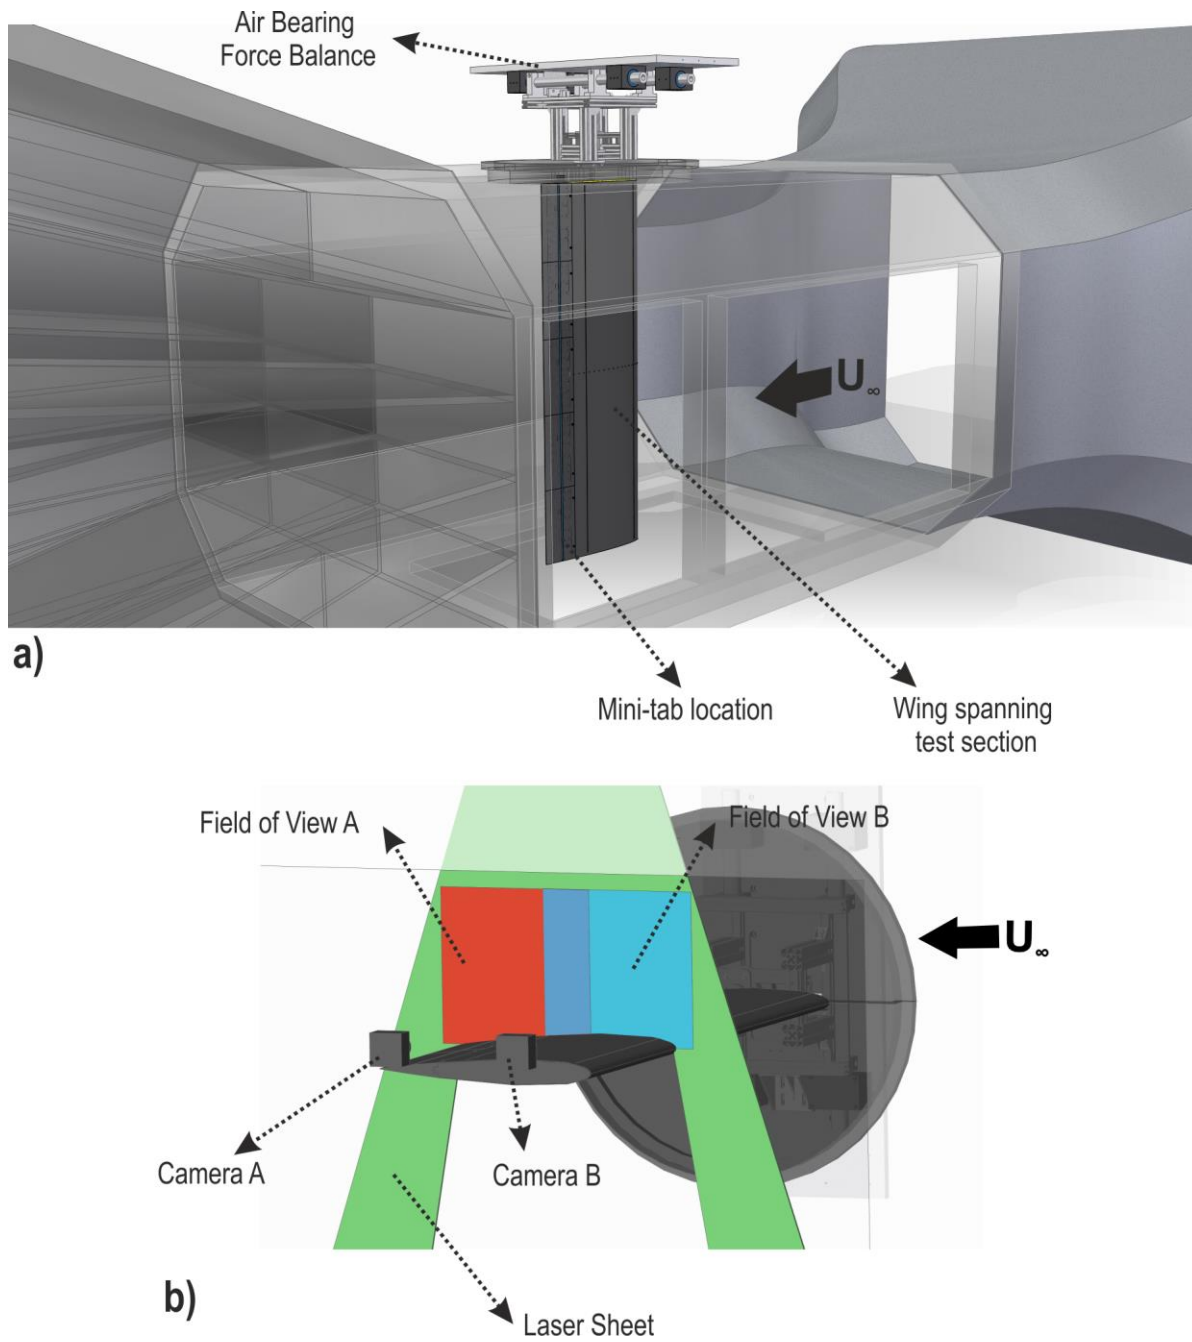 Air Bearing
Force Balance
U∞
a)
Mini-tab location
Wing spanning
test section
Field of View A
Field of View B
U∞
Camera A
Camera B
b)
Laser Sheet